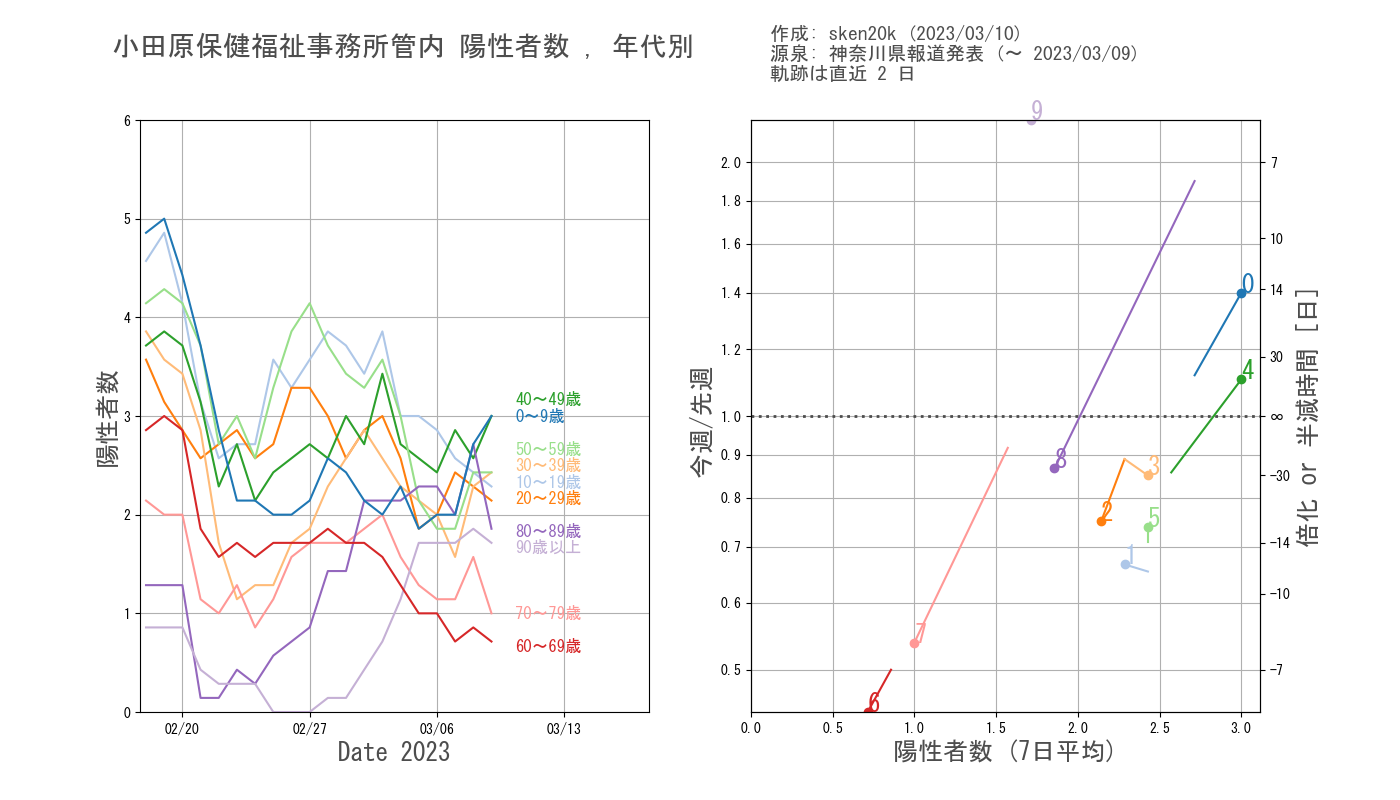 小田原保健福祉事務所管内 陽性者数 , 年代別
作成: sken20k (2023/03/10)
源泉: 神奈川県報道発表 (〜 2023/03/09)
軌跡は直近 2 日
陽性者数
6
5
4
3
2
1
0
02/20
02/27
03/06
03/13
Date 2023
40〜49歳
0〜9歳
50〜59歳
30〜39歳
10〜19歳
20〜29歳
80〜89歳
90歳以上
70〜79歳
60〜69歳
今週/先週
2.0
1.8
1.6
1.4
1.2
1.0
0.9
0.8
0.7
0.6
0.5
9
0
4
8
3
2
5
1
7
6
0.0
0.5
1.0
1.5
2.0
2.5
3.0
陽性者数 (7日平均)
7
10
14
30
∞
-30
-14
-10
-7
倍化 or 半減時間 [日]